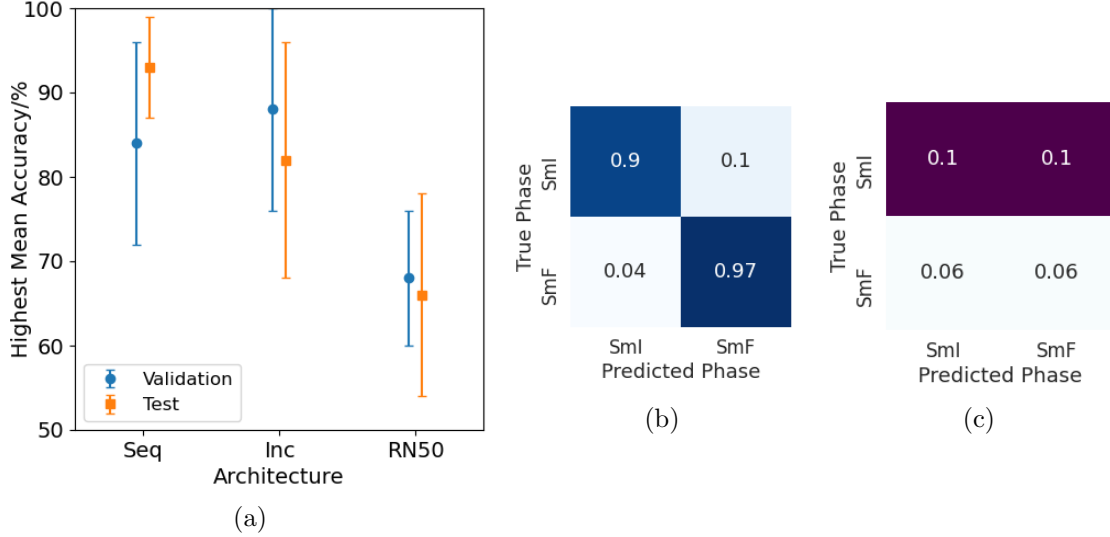 Highest Mean Accuracy/%
100
90
80
70
60
50
Validation
Test
Seq Inc RN50
Architecture
(a)
True Phase
SmI
SmF
0.9 0.1
0.04 0.97
SmI SmF
Predicted Phase
(b)
True Phase
SmI
SmF
0.1 0.1
0.06 0.06
SmI SmF
Predicted Phase
(c)